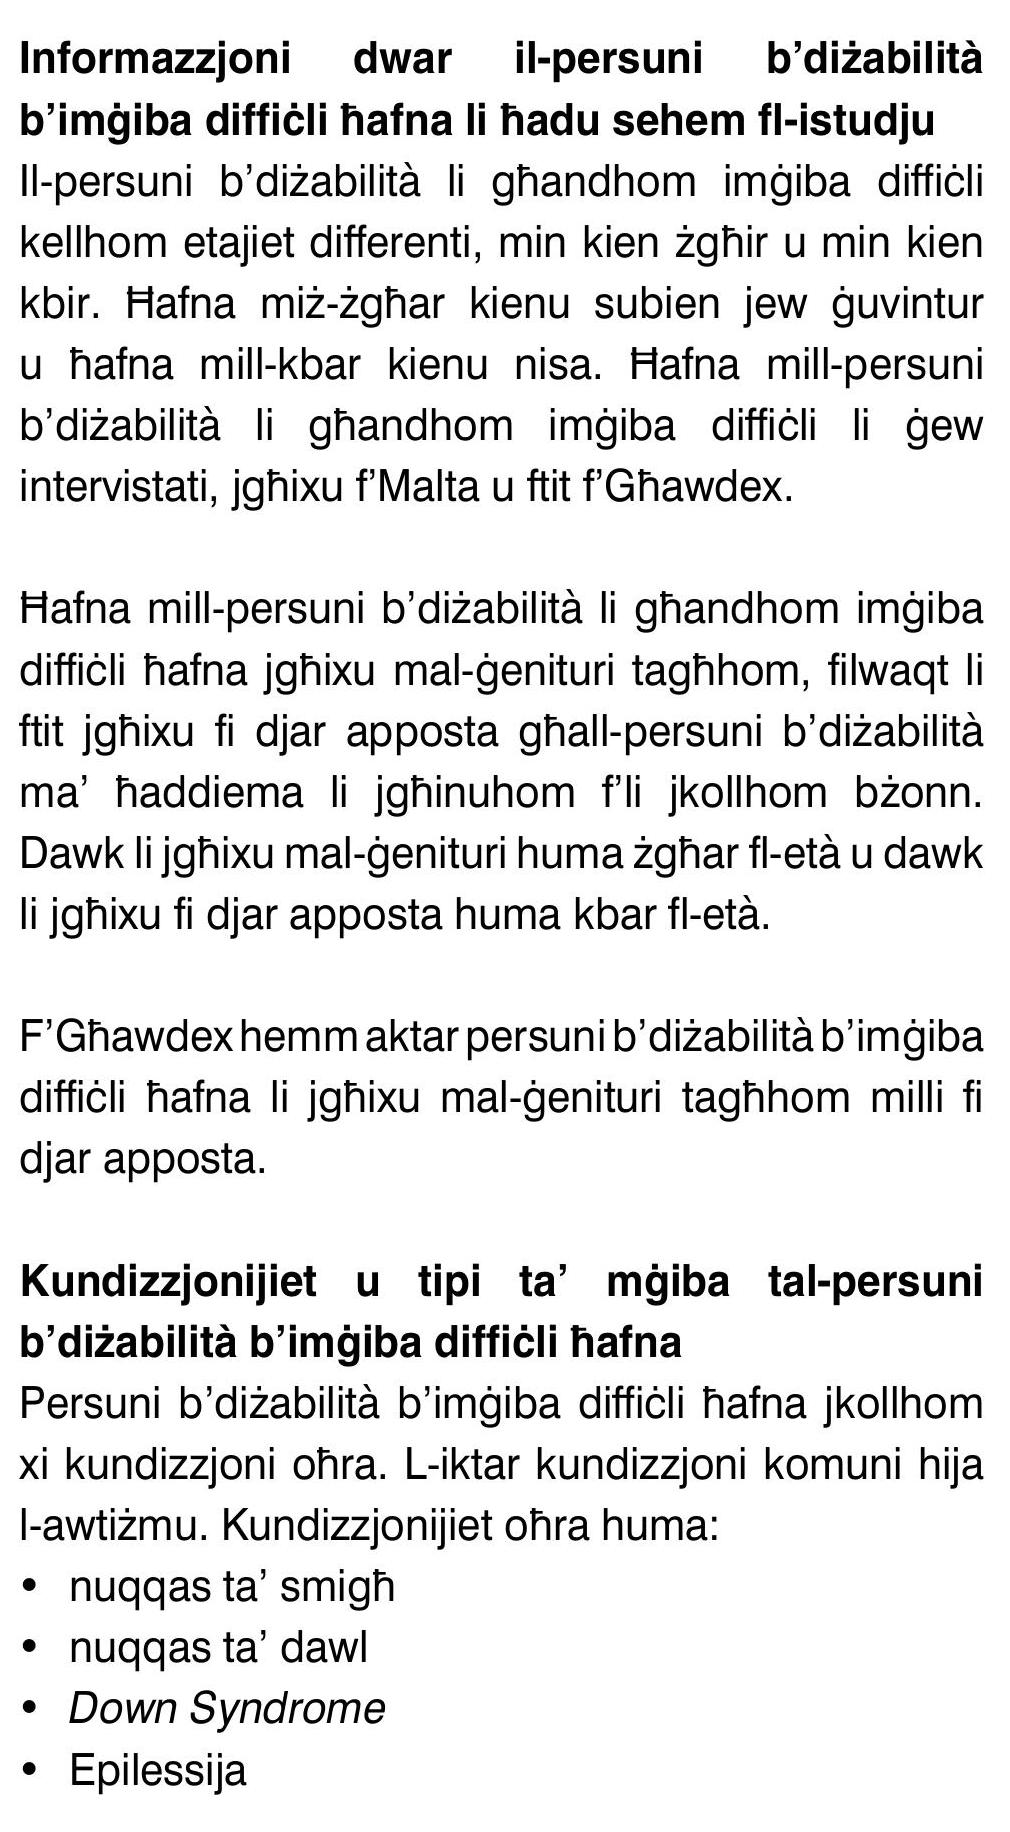 Informazzjoni dwar il-persuni b’diżabilità
b’imġiba diffiċli ħafna li ħadu sehem fl-istudju
Il-persuni b’diżabilità li għandhom imġiba diffiċli
kellhom etajiet differenti, min kien żgħir u min kien
kbir. Ħafna miż-żgħar kienu subien jew ġuvintur
u ħafna mill-kbar kienu nisa. Ħafna mill-persuni
b’diżabilità li għandhom imġiba diffiċli li ġew
intervistati, jgħixu f’Malta u ftit f’Għawdex.
Ħafna mill-persuni b’diżabilità li għandhom imġiba
diffiċli ħafna jgħixu mal-ġenituri tagħhom, filwaqt li
ftit jgħixu fi djar apposta għall-persuni b’diżabilità
ma’ ħaddiema li jgħinuhom f’li jkollhom bżonn.
Dawk li jgħixu mal-ġenituri huma żgħar fl-età u dawk
li jgħixu fi djar apposta huma kbar fl-età.
F’Għawdex hemm aktar persuni b’diżabilità b’imġiba
diffiċli ħafna li jgħixu mal-ġenituri tagħhom milli fi
djar apposta.
Kundizzjonijiet u tipi ta’ mġiba tal-persuni
b’diżabilità b’imġiba diffiċli ħafna
Persuni b’diżabilità b’imġiba diffiċli ħafna jkollhom
xi kundizzjoni oħra. L-iktar kundizzjoni komuni hija
l-awtiżmu. Kundizzjonijiet oħra huma:
• nuqqas ta’ smigħ
• nuqqas ta’ dawl
• Down Syndrome
• Epilessija